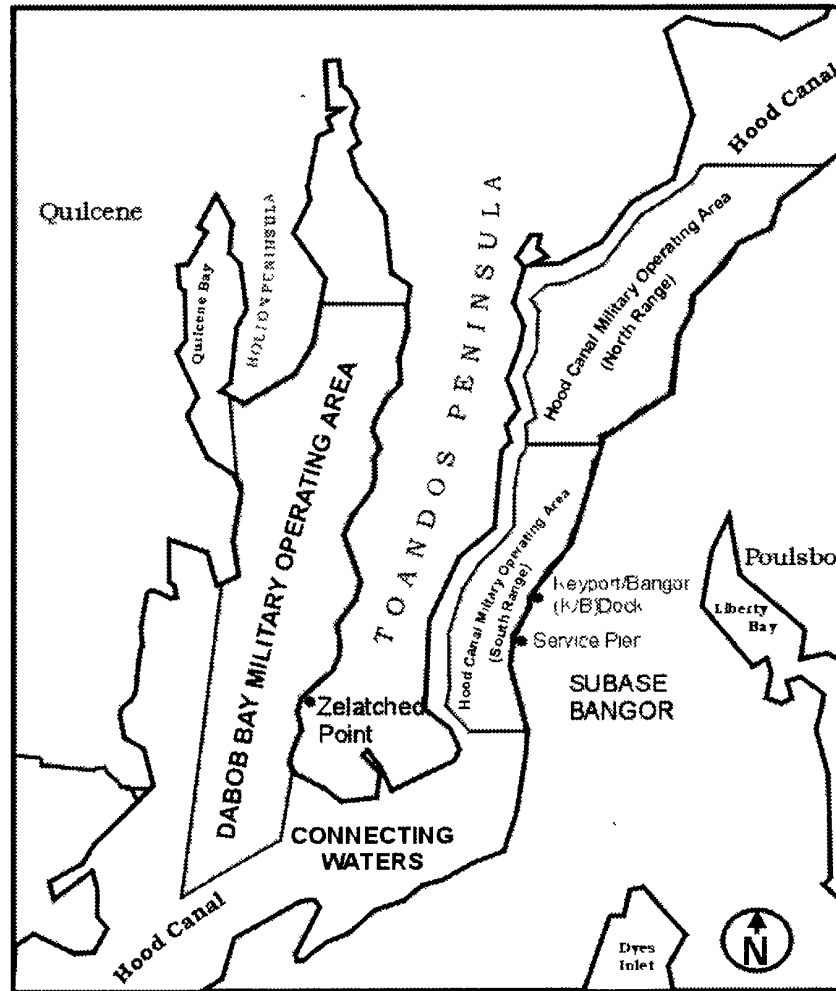 Hood Canal
Quilcene
Quilcene Bay
TOANDOS PENINSULA
Hood Canal Military Operating Area
(North Range)
DABOB BAY MILITARY OPERATING AREA
Hood Canal Military Operating Area
(South Range)
Keyport/Bangor
(K/B)Dock
Service Pier
Poulsbo
Liberty
Bay
SUBASE
BANGOR
Zelatched
Point
CONNECTING
WATERS
Hood Canal
Dyes
Inlet
N